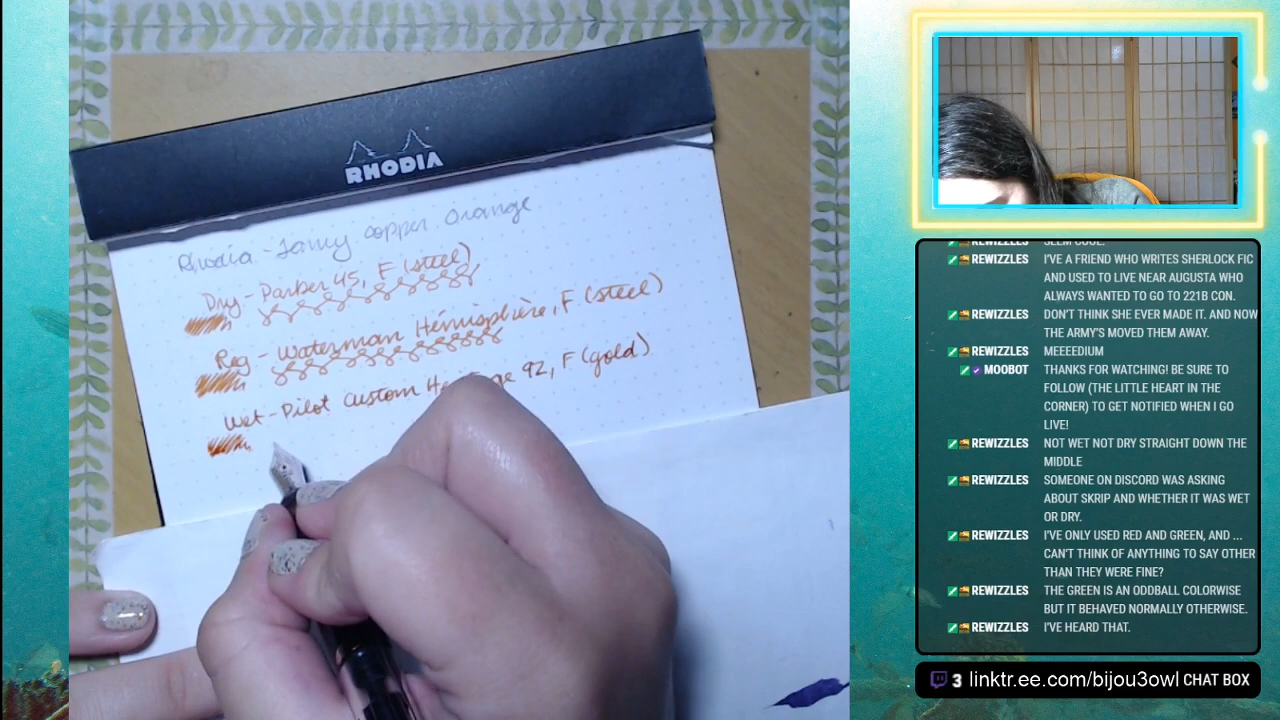 RHODIA
Rhodia - Lamy Copper Orange
Dry - Parker 45, F (steel)
Reg - Waterman Hémisphère, F (steel)
Wet - Pilot Custom He ge 92, F (gold)
SEEM COOL.
REWIZZLES I'VE A FRIEND WHO WRITES SHERLOCK FIC
AND USED TO LIVE NEAR AUGUSTA WHO
ALWAYS WANTED TO GO TO 221B CON.
REWIZZLES DON'T THINK SHE EVER MADE IT. AND NOW
THE ARMY'S MOVED THEM AWAY.
REWIZZLES MEEEEDIUM
MOOBOT THANKS FOR WATCHING! BE SURE TO
FOLLOW (THE LITTLE HEART IN THE
CORNER) TO GET NOTIFIED WHEN I GO
LIVE!
REWIZZLES NOT WET NOT DRY STRAIGHT DOWN THE
MIDDLE
REWIZZLES SOMEONE ON DISCORD WAS ASKING
ABOUT SKRIP AND WHETHER IT WAS WET
OR DRY.
REWIZZLES I'VE ONLY USED RED AND GREEN, AND ...
CAN'T THINK OF ANYTHING TO SAY OTHER
THAN THEY WERE FINE?
REWIZZLES THE GREEN IS AN ODDBALL COLORWISE
BUT IT BEHAVED NORMALLY OTHERWISE.
REWIZZLES I'VE HEARD THAT.
3 linktr.ee/bijou3owl CHAT BOX